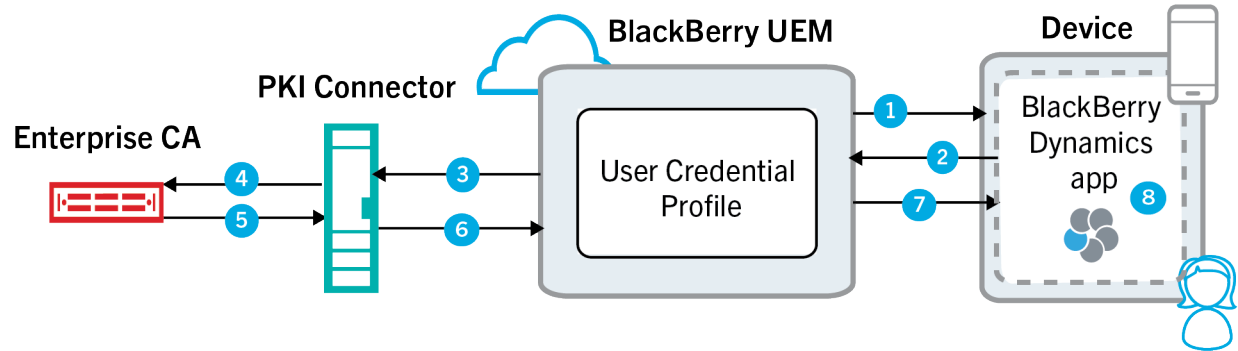 BlackBerry UEM
Device
PKI Connector
Enterprise CA
1
BlackBerry
Dynamics
app
2
User Credential
Profile
3
4
5
6
7
8